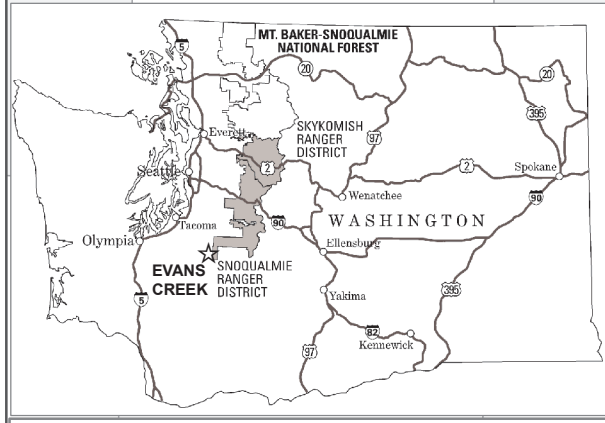 5
MT. BAKER-SNOQUALMIE
NATIONAL FOREST
20
20
395
Everett
SKYKOMISH
RANGER
DISTRICT
97
2
2
Seattle
Spokane
Wenatchee
90
Tacoma
90
WASHINGTON
Olympia
Ellensburg
EVANS
CREEK
SNOQUALMIE
RANGER
DISTRICT
5
Yakima
395
82
Kennewick
97